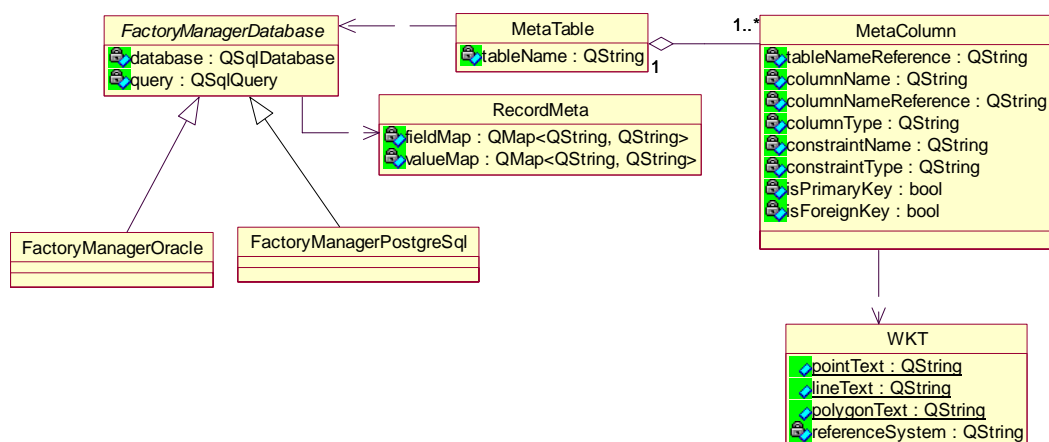 FactoryManagerDatabase
database : QSqlDatabase
query : QSqlQuery
MetaTable
tableName : QString
1
1..*
MetaColumn
tableNameReference : QString
columnName : QString
columnNameReference : QString
columnType : QString
constraintName : QString
constraintType : QString
isPrimaryKey : bool
isForeignKey : bool
RecordMeta
fieldMap : QMap<QString, QString>
valueMap : QMap<QString, QString>
FactoryManagerOracle
FactoryManagerPostgreSql
WKT
pointText : QString
lineText : QString
polygonText : QString
referenceSystem : QString